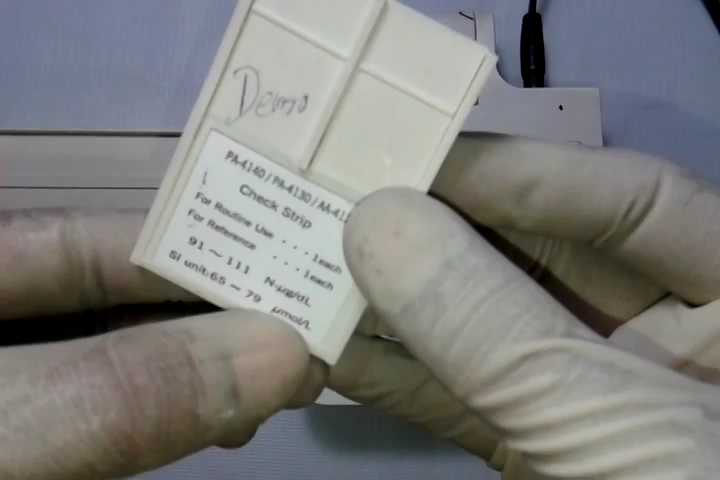 Demo
PA-4140 / PA-4130 / AA-41
Check Strip
For Routine Use . . . 1each
For Reference . . . 1each
91 ~ 111 N-μg/dL
SI unit:65 ~ 79 μmol/L